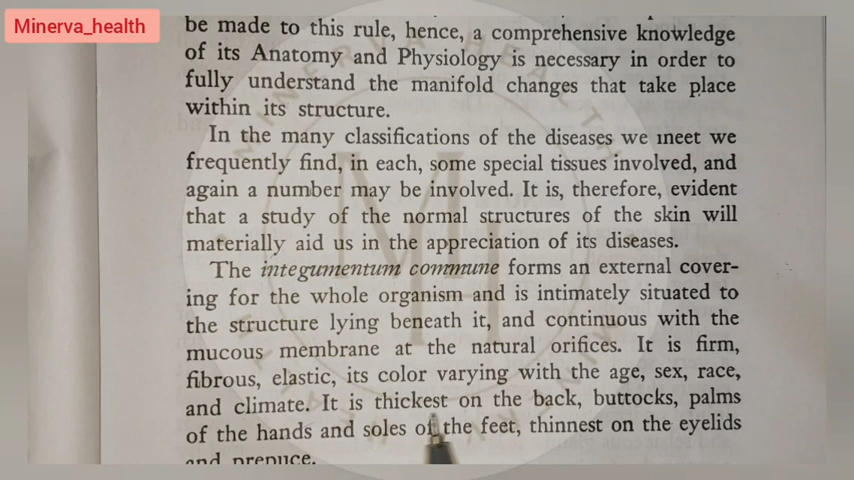 Minerva_health
be made to this rule, hence, a comprehensive knowledge
of its Anatomy and Physiology is necessary in order to
fully understand the manifold changes that take place
within its structure.
In the many classifications of the diseases we meet we
frequently find, in each, some special tissues involved, and
again a number may be involved. It is, therefore, evident
that a study of the normal structures of the skin will
materially aid us in the appreciation of its diseases.
The integumentum commune forms an external cover-
ing for the whole organism and is intimately situated to
the structure lying beneath it, and continuous with the
mucous membrane at the natural orifices. It is firm,
fibrous, elastic, its color varying with the age, sex, race,
and climate. It is thickest on the back, buttocks, palms
of the hands and soles of the feet, thinnest on the eyelids
and prepuce.